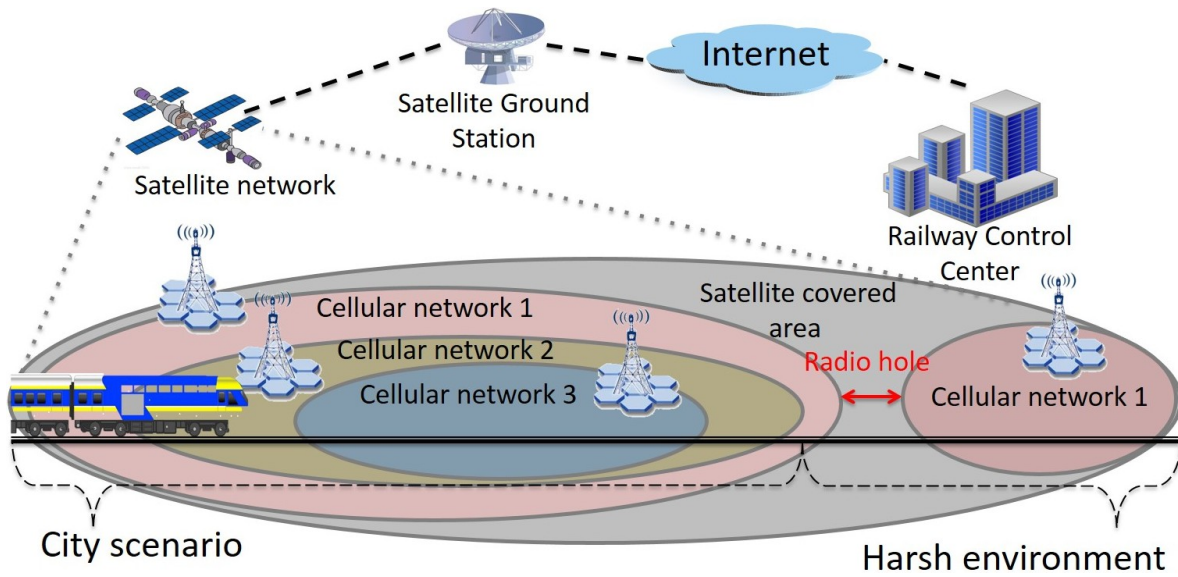 Internet
Satellite Ground
Station
Satellite network
Railway Control
Center
Cellular network 1
Satellite covered
area
Cellular network 2
Radio hole
Cellular network 3
Cellular network 1
City scenario
Harsh environment